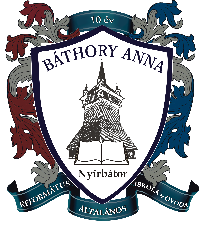 10 év
BÁTHORY ANNA
Nyírbátor
REFORMÁTUS
ÁLTALÁNOS
ISKOLA ÉS ÓVODA